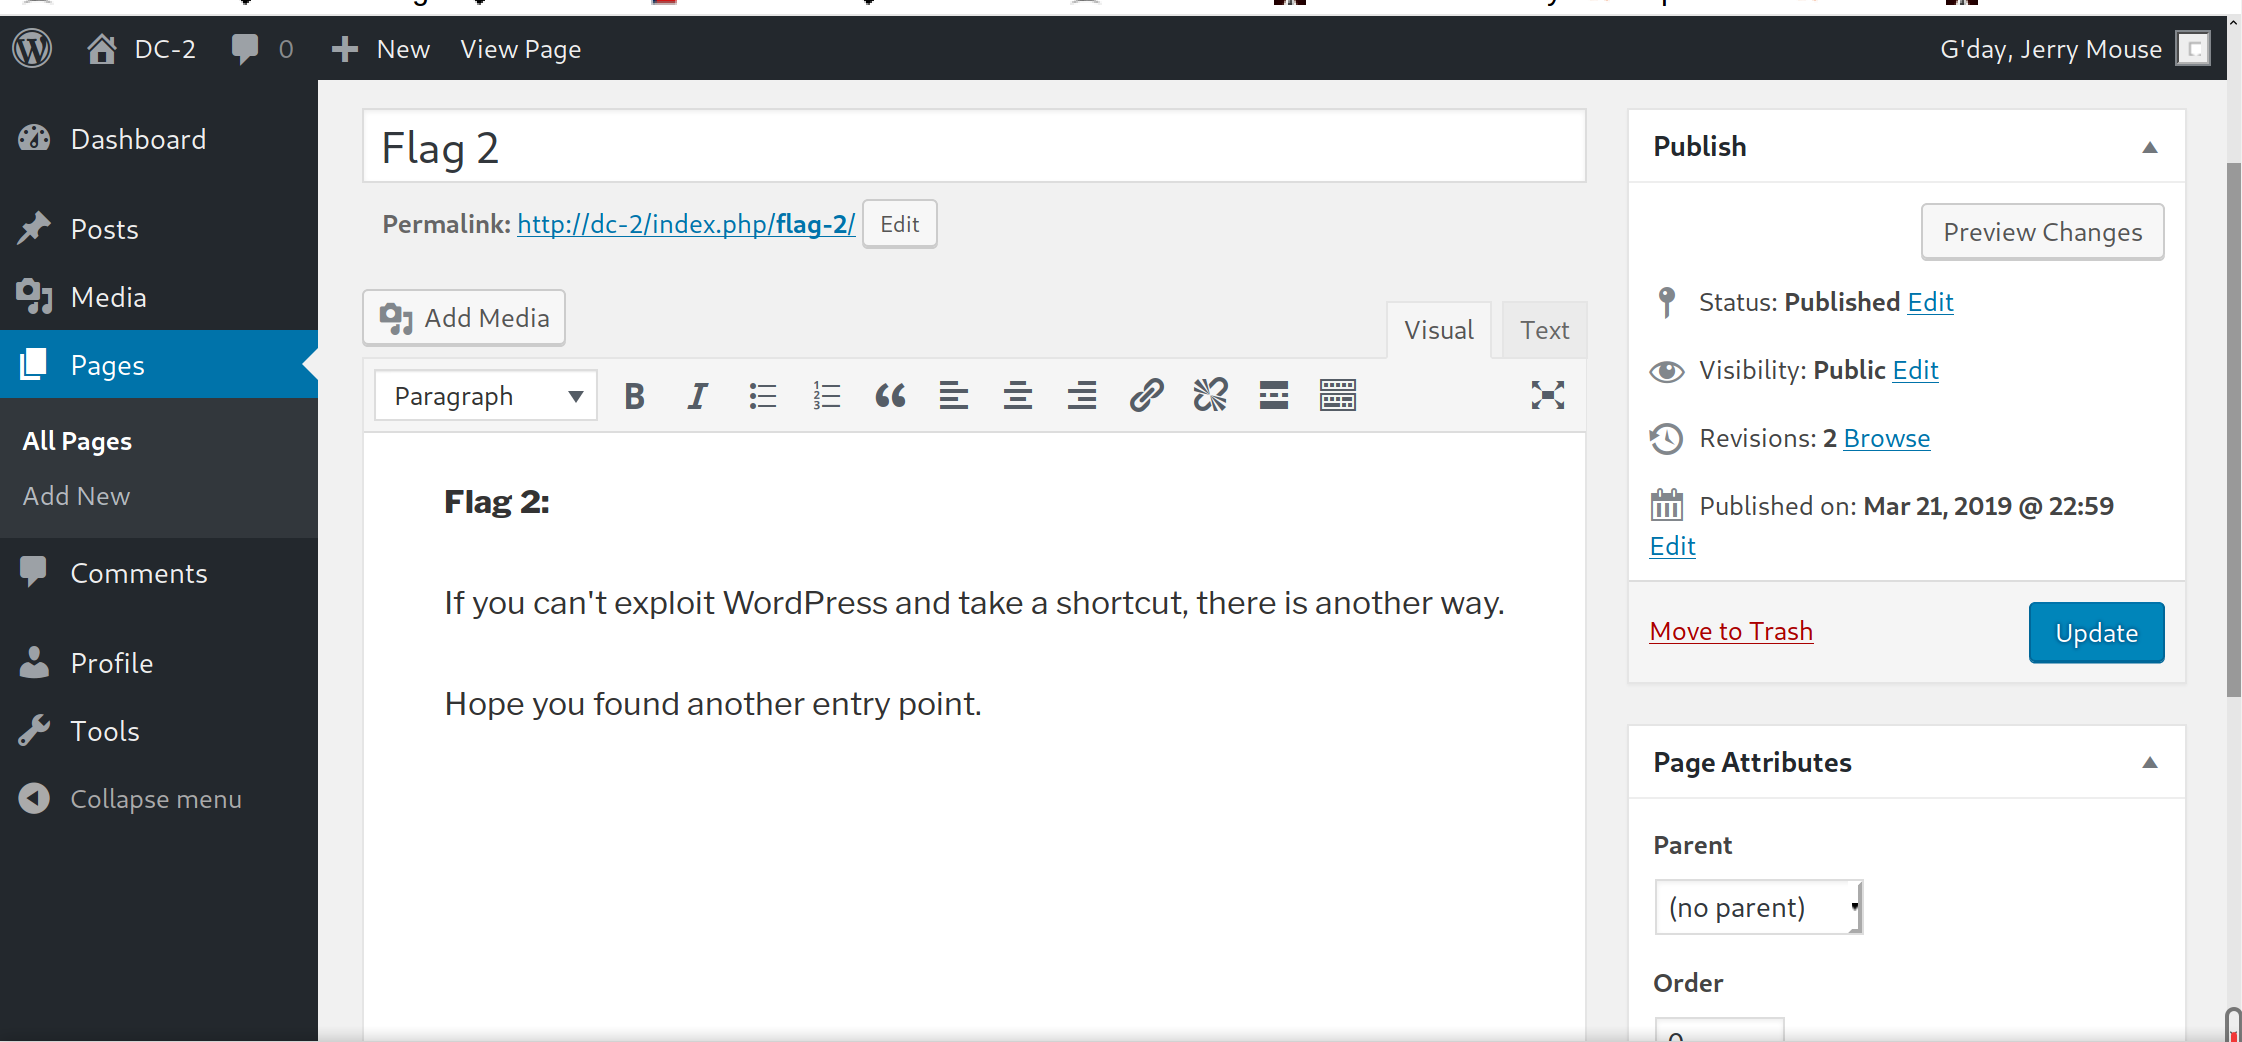 DC-2 0 New View Page G'day, Jerry Mouse
Dashboard
Posts
Media
Pages
All Pages
Add New
Comments
Profile
Tools
Collapse menu
Flag 2
Permalink: http://dc-2/index.php/flag-2/ Edit
Add Media
Visual Text
Paragraph
Flag 2:
If you can't exploit WordPress and take a shortcut, there is another way.
Hope you found another entry point.
Publish
Preview Changes
Status: Published Edit
Visibility: Public Edit
Revisions: 2 Browse
Published on: Mar 21, 2019 @ 22:59
Edit
Move to Trash Update
Page Attributes
Parent
(no parent)
Order
0